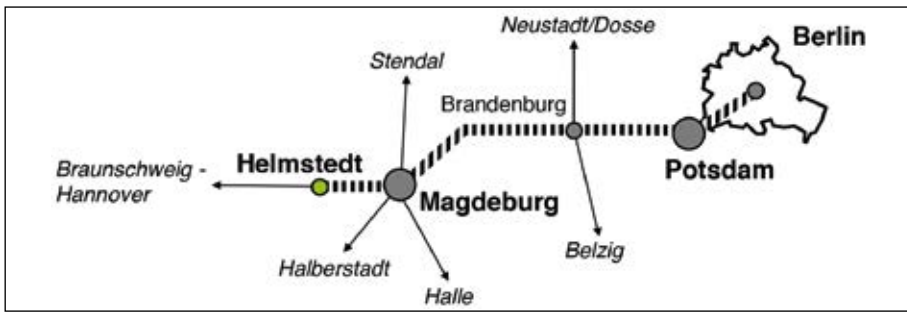 Neustadt/Dosse
Berlin
Stendal
Brandenburg
Braunschweig -
Hannover
Helmstedt
Potsdam
Magdeburg
Halberstadt
Belzig
Halle